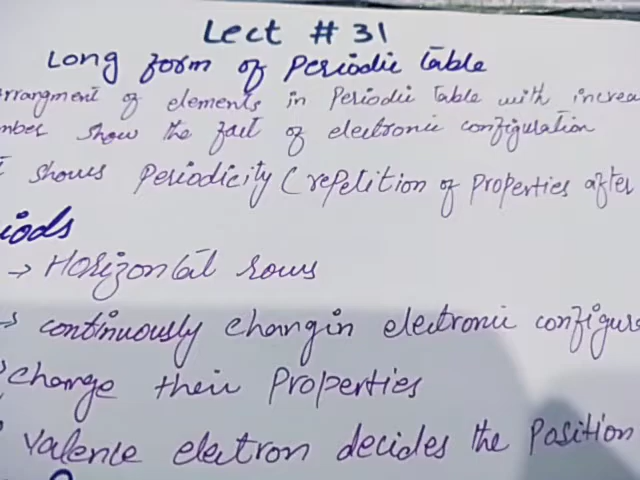 Lect # 31
Long form of Periodic Table
rrangment of elements in Periodic Table with increa
mber show the fact of electronic configuration
shows Periodicity (repetition of Properties after
iods
→ Horizontal rows
→ continuously changin electronic configura
change their Properties
Valence electron decides the Position